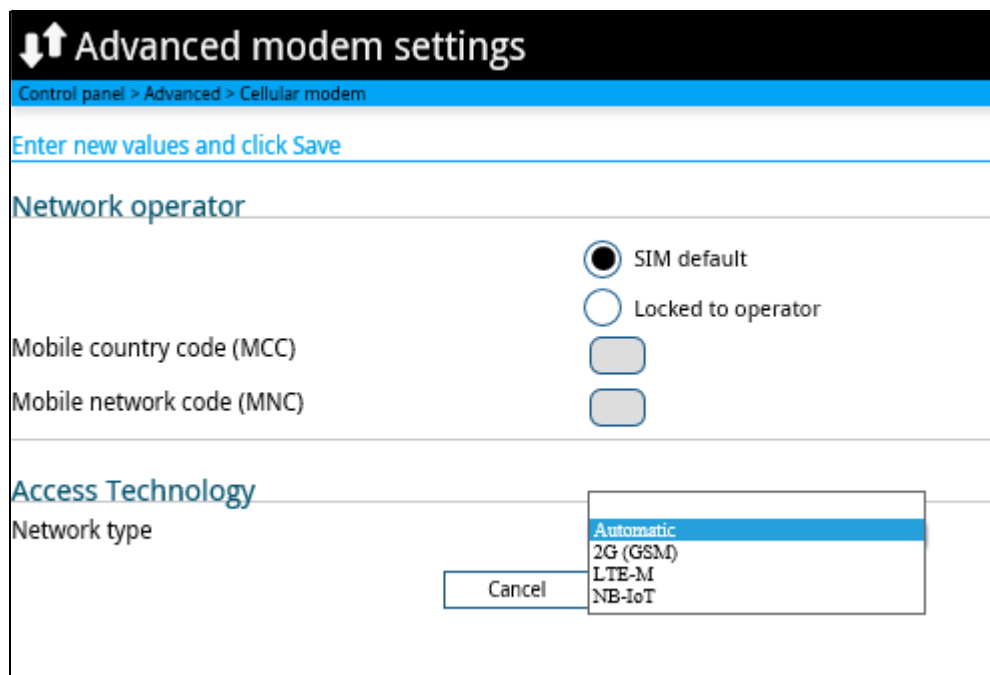 Advanced modem settings
Control panel > Advanced > Cellular modem
Enter new values and click Save
Network operator
SIM default
Locked to operator
Mobile country code (MCC)
Mobile network code (MNC)
Access Technology
Network type
Automatic
2G (GSM)
LTE-M
NB-IoT
Cancel